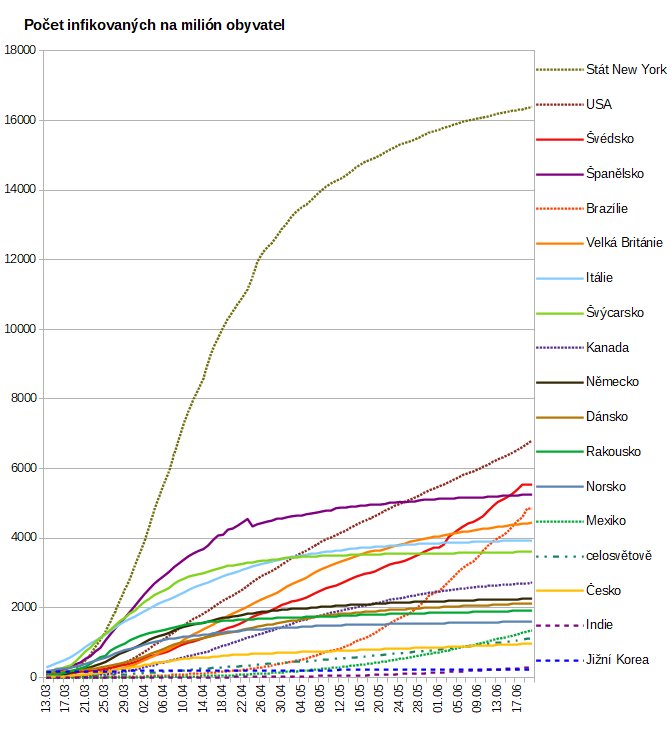 Počet infikovaných na milión obyvatel
18000
16000
14000
12000
10000
8000
6000
4000
2000
0
Stát New York
USA
Švédsko
Španělsko
Brazílie
Velká Británie
Itálie
Švýcarsko
Kanada
Německo
Dánsko
Rakousko
Norsko
Mexiko
celosvětově
Česko
Indie
Jižní Korea
13.03
17.03
21.03
25.03
29.03
02.04
06.04
10.04
14.04
18.04
22.04
26.04
30.04
04.05
08.05
12.05
16.05
20.05
24.05
28.05
01.06
05.06
09.06
13.06
17.06